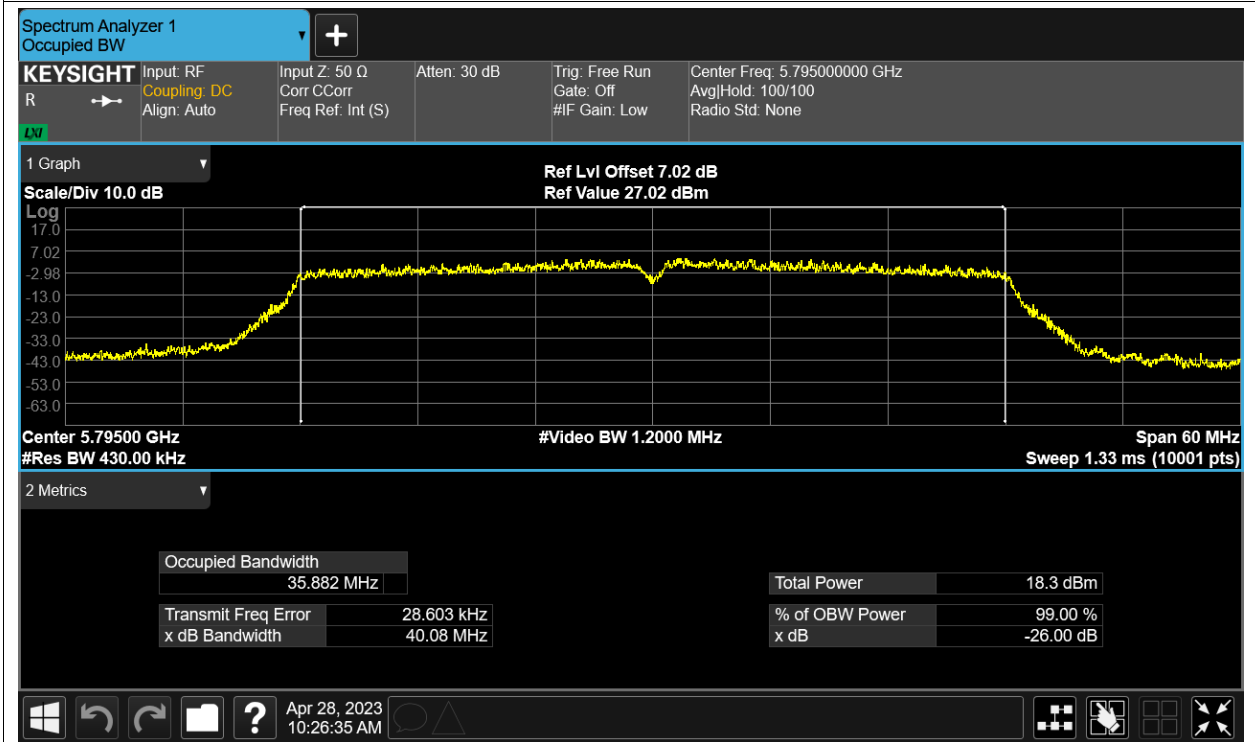 Spectrum Analyzer 1
Occupied BW
+
KEYSIGHT
R
LXI
Input: RF
Coupling: DC
Align: Auto
Input Z: 50 Ω
Corr CCorr
Freq Ref: Int (S)
Atten: 30 dB
Trig: Free Run
Gate: Off
#IF Gain: Low
Center Freq: 5.795000000 GHz
Avg|Hold: 100/100
Radio Std: None
1 Graph
Ref Lvl Offset 7.02 dB
Scale/Div 10.0 dB
Ref Value 27.02 dBm
Log
17.0
7.02
-2.98
-13.0
-23.0
-33.0
-43.0
-53.0
-63.0
Center 5.79500 GHz
#Video BW 1.2000 MHz
Span 60 MHz
#Res BW 430.00 kHz
Sweep 1.33 ms (10001 pts)
2 Metrics
Occupied Bandwidth
35.882 MHz
Total Power 18.3 dBm
Transmit Freq Error 28.603 kHz
% of OBW Power 99.00 %
x dB Bandwidth 40.08 MHz
x dB -26.00 dB
?
Apr 28, 2023
10:26:35 AM